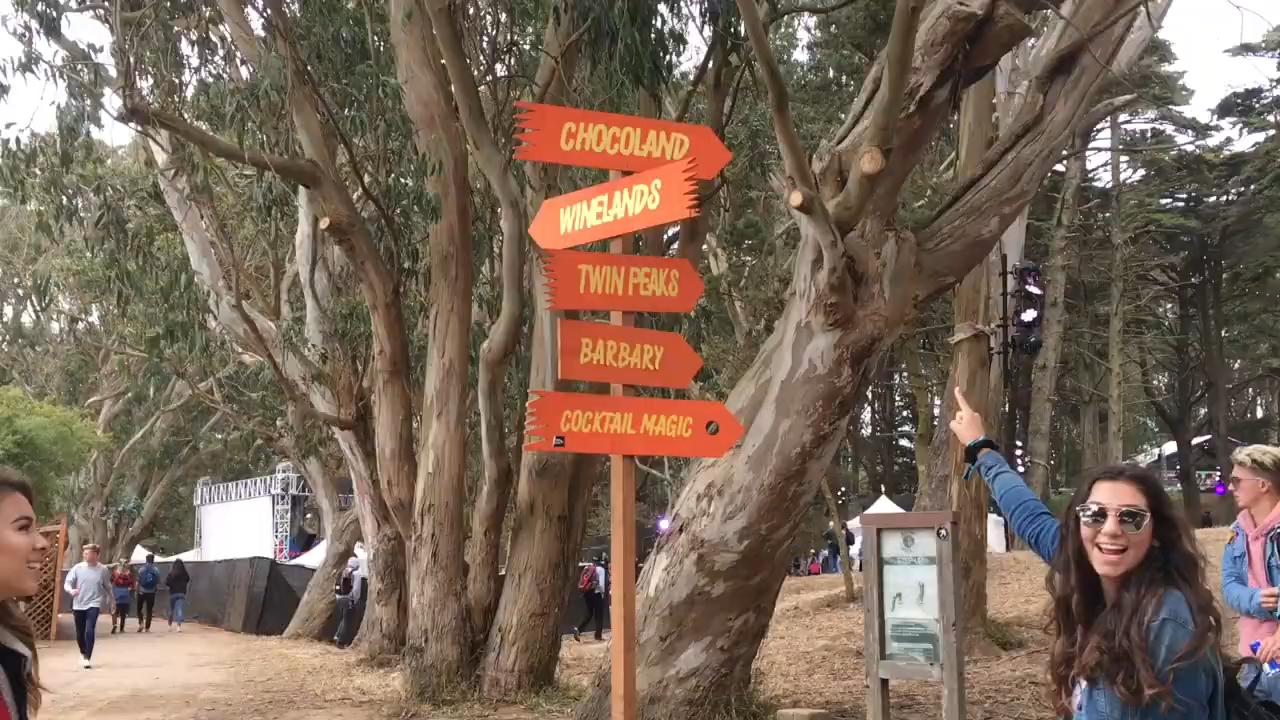 CHOCOLAND
WINELANDS
TWIN PEAKS
BARBARY
COCKTAIL MAGIC